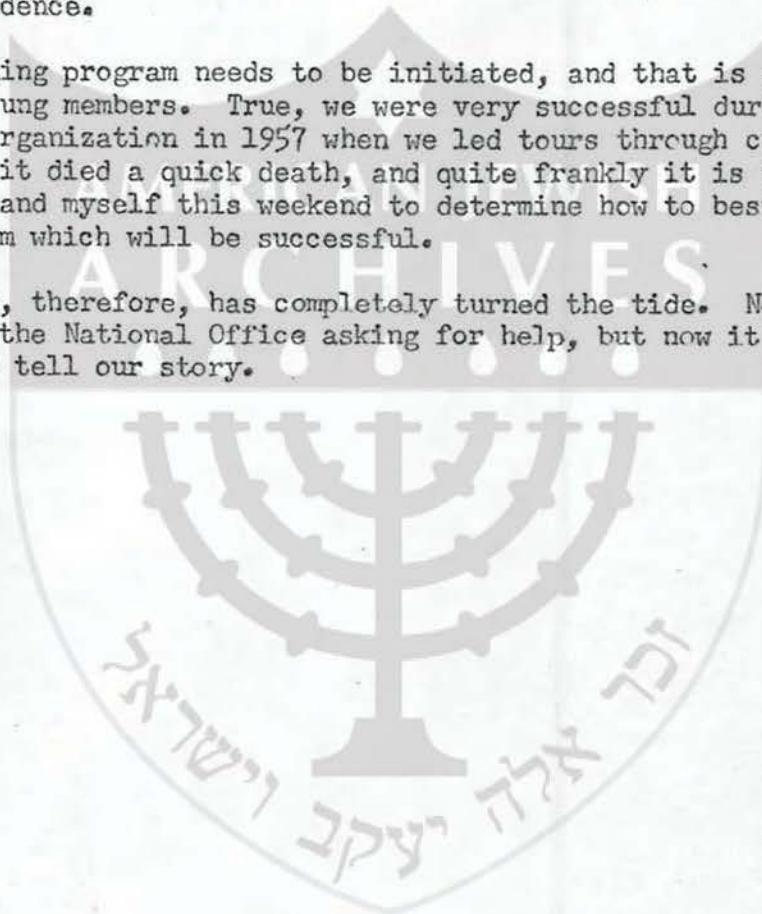 dence.
ing program needs to be initiated, and that is
ung members. True, we were very successful dur
rganization in 1957 when we led tours through c
it died a quick death, and quite frankly it is
and myself this weekend to determine how to bes
m which will be successful.
, therefore, has completely turned the tide. N
the National Office asking for help, but now it
tell our story.
AMERICAN JEWISH
ARCHIVES
זכר אלה יעקב וישראל